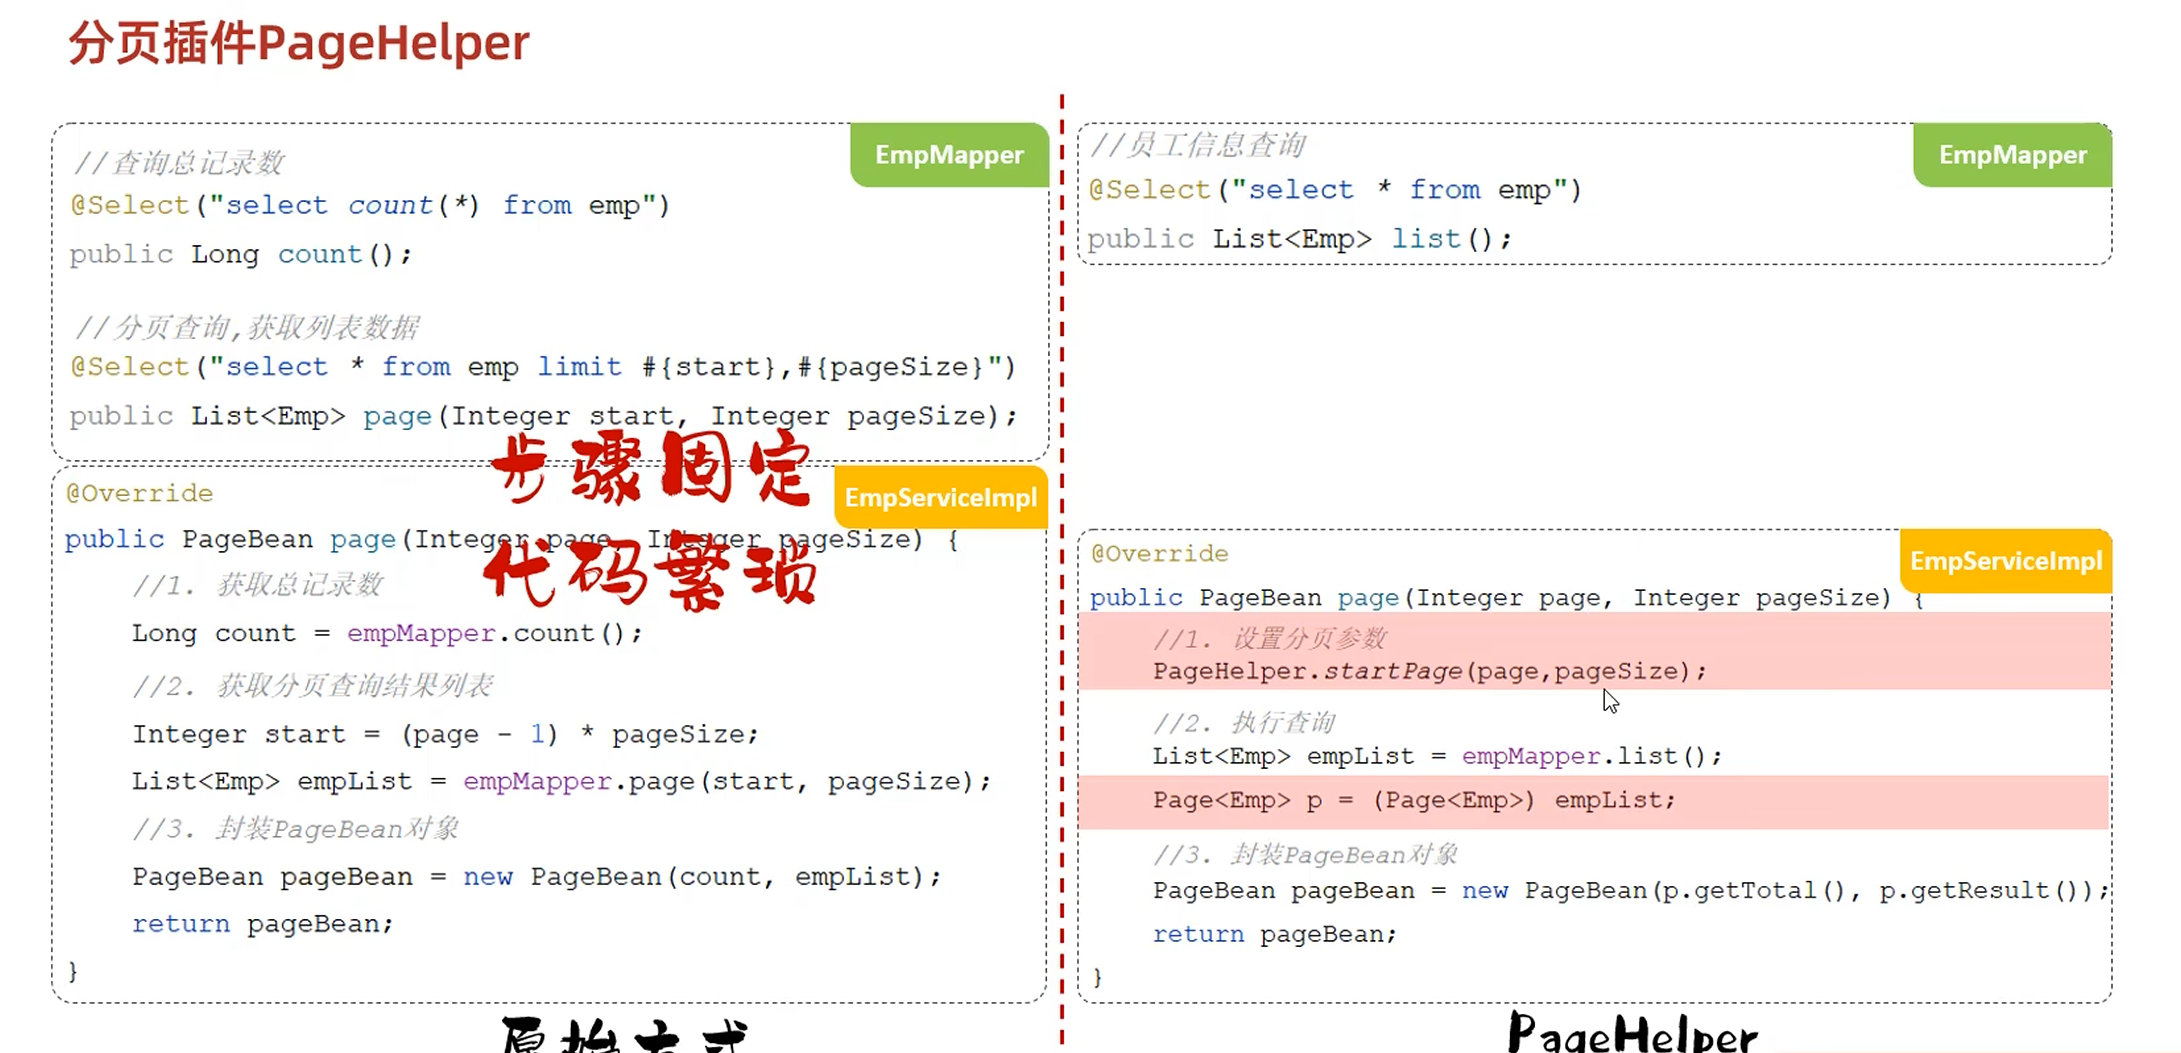 分页插件PageHelper
EmpMapper
//查询总记录数
@Select("select count(*) from emp")
public Long count();
//分页查询,获取列表数据
@Select("select * from emp limit #{start},#{pageSize}")
public List<Emp> page(Integer start, Integer pageSize);
步骤固定
代码繁琐
EmpServiceImpl
@Override
public PageBean page(Integer page, Integer pageSize) {
//1. 获取总记录数
Long count = empMapper.count();
//2. 获取分页查询结果列表
Integer start = (page - 1) * pageSize;
List<Emp> empList = empMapper.page(start, pageSize);
//3. 封装PageBean对象
PageBean pageBean = new PageBean(count, empList);
return pageBean;
}
原始方式
EmpMapper
//员工信息查询
@Select("select * from emp")
public List<Emp> list();
EmpServiceImpl
@Override
public PageBean page(Integer page, Integer pageSize) {
//1. 设置分页参数
PageHelper.startPage(page,pageSize);
//2. 执行查询
List<Emp> empList = empMapper.list();
Page<Emp> p = (Page<Emp>) empList;
//3. 封装PageBean对象
PageBean pageBean = new PageBean(p.getTotal(), p.getResult());
return pageBean;
}
PageHelper